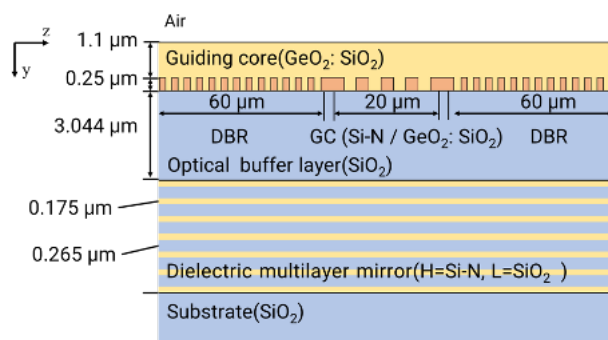 Air
z
y
1.1 μm
Guiding core(GeO₂: SiO₂)
0.25 μm
60 μm
20 μm
60 μm
3.044 μm
DBR
GC (Si-N / GeO₂: SiO₂)
DBR
Optical buffer layer(SiO₂)
0.175 μm
0.265 μm
Dielectric multilayer mirror(H=Si-N, L=SiO₂ )
Substrate(SiO₂)